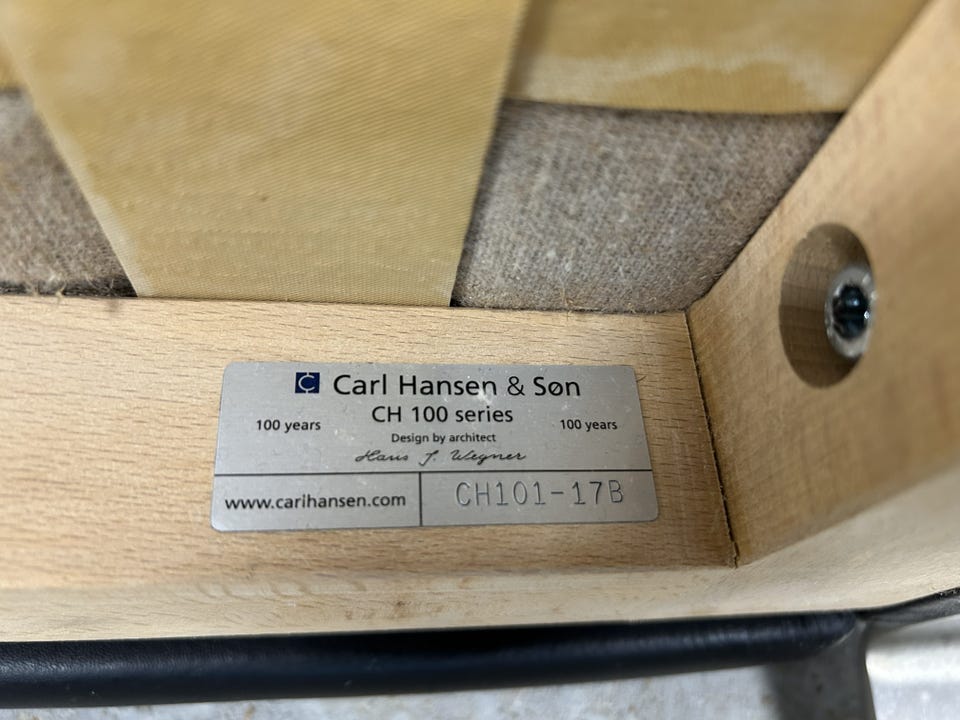 Carl Hansen & Søn
CH 100 series
100 years 100 years
Design by architect
Hans J. Wegner
www.carlhansen.com
CH101-17B